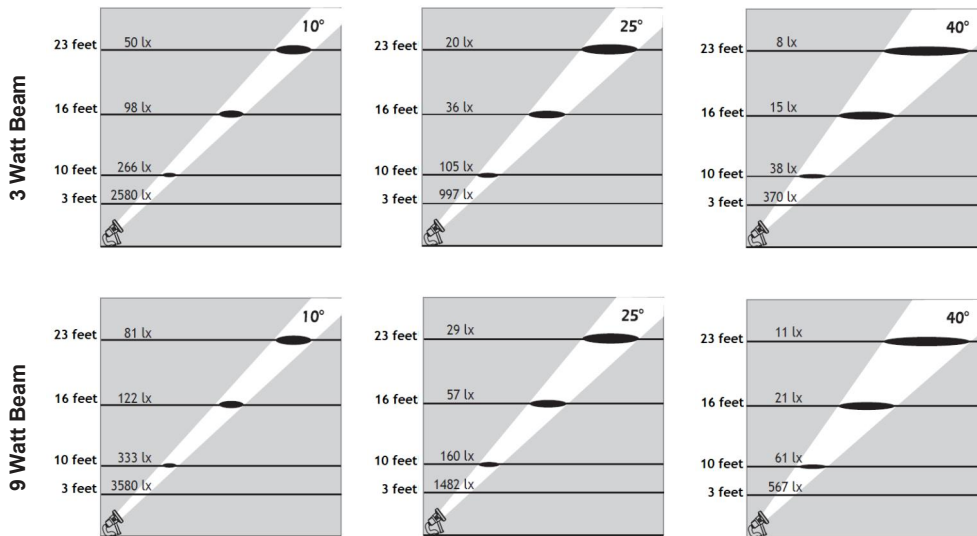 3 Watt Beam
10°
23 feet 50 lx
16 feet 98 lx
10 feet 266 lx
3 feet 2580 lx
25°
23 feet 20 lx
16 feet 36 lx
10 feet 105 lx
3 feet 997 lx
40°
23 feet 8 lx
16 feet 15 lx
10 feet 38 lx
3 feet 370 lx
9 Watt Beam
10°
23 feet 81 lx
16 feet 122 lx
10 feet 333 lx
3 feet 3580 lx
25°
23 feet 29 lx
16 feet 57 lx
10 feet 160 lx
3 feet 1482 lx
40°
23 feet 11 lx
16 feet 21 lx
10 feet 61 lx
3 feet 567 lx